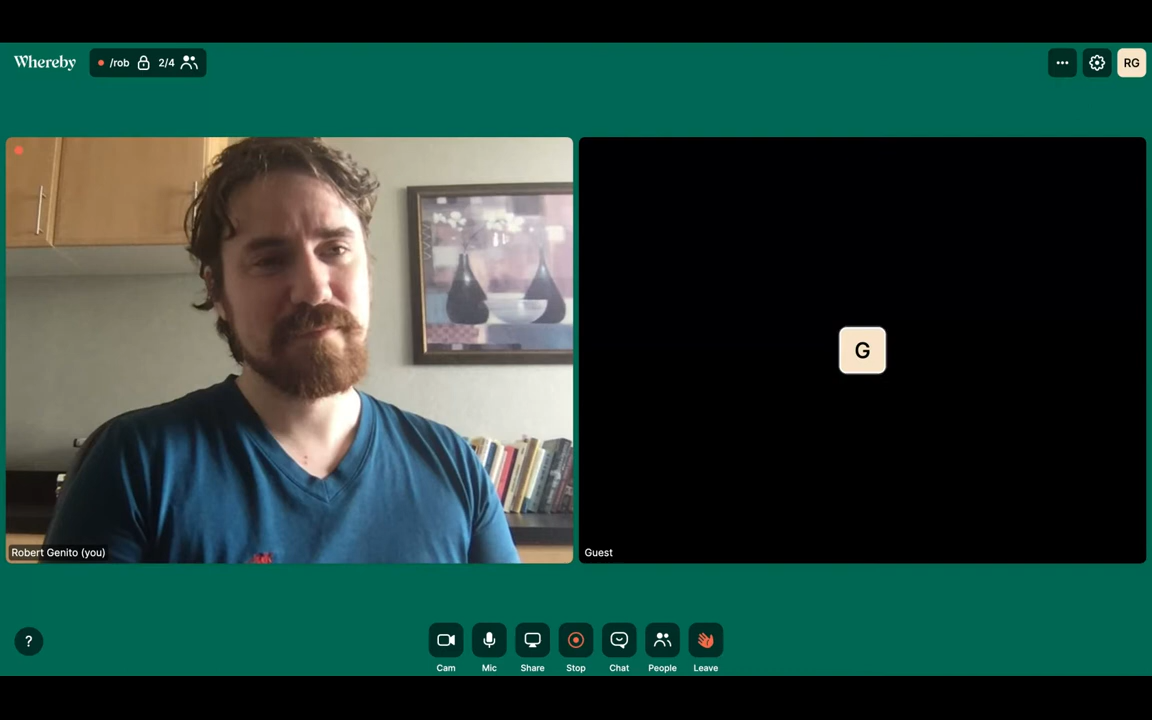 Whereby
/rob 2/4
RG
G
Robert Genito (you)
Guest
?
Cam Mic Share Stop Chat People Leave